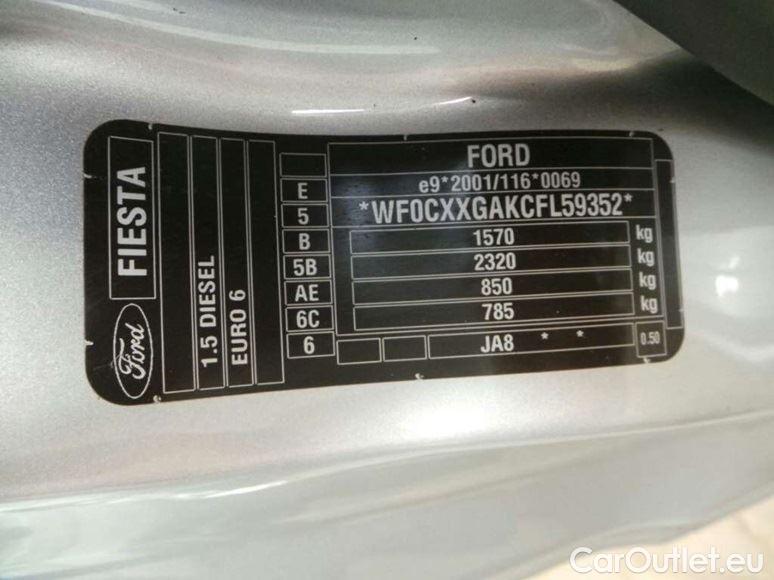 FORD
e9*2001/116*0069
*WF0CXXGAKCFL59352*
E
5
B
5B
AE
6C
6
1570 kg
2320 kg
850 kg
785 kg
JA8 * *
0.50
FIESTA
Ford
1.5 DIESEL
EURO 6
CarOutlet.eu